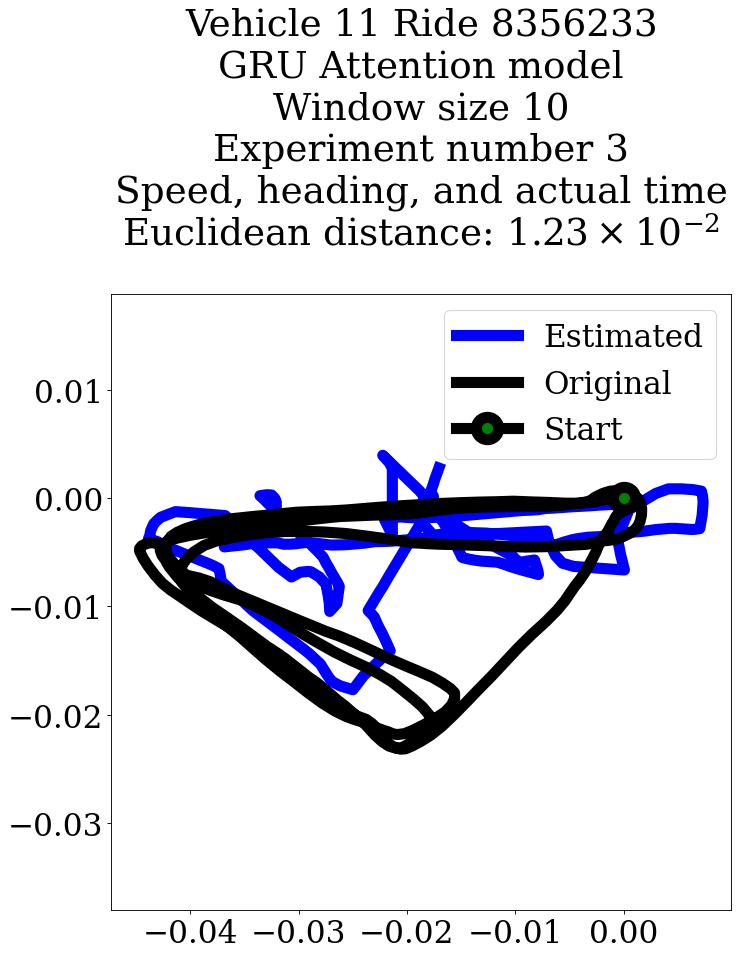 Vehicle 11 Ride 8356233
GRU Attention model
Window size 10
Experiment number 3
Speed, heading, and actual time
Euclidean distance: 1.23 × 10⁻²
Estimated
Original
Start
0.01
0.00
−0.01
−0.02
−0.03
−0.04 −0.03 −0.02 −0.01 0.00